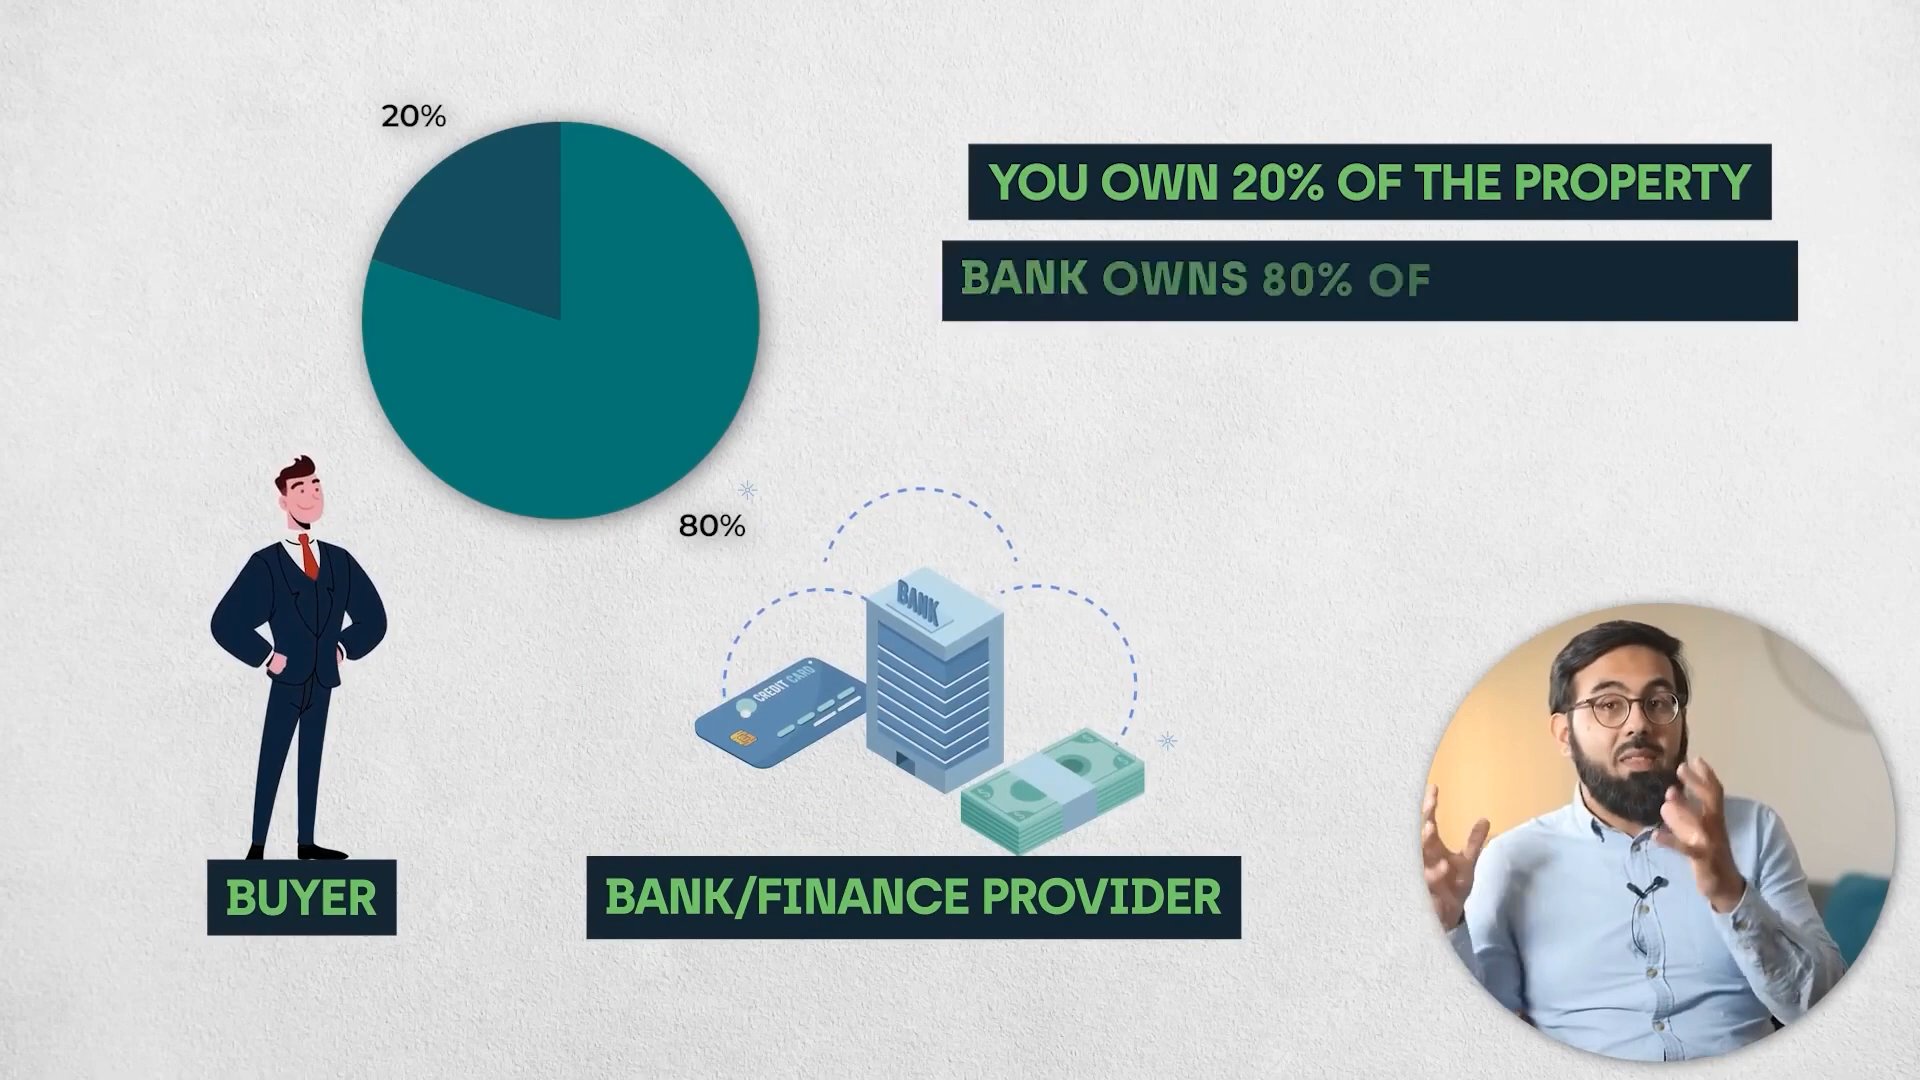 20%
YOU OWN 20% OF THE PROPERTY
BANK OWNS 80% OF
80%
BANK
CREDIT CARD
BUYER
BANK/FINANCE PROVIDER